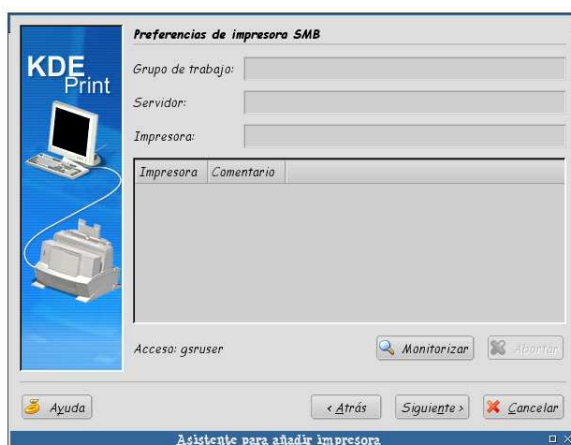 Preferencias de impresora SMB
KDE
Print
Grupo de trabajo:
Servidor:
Impresora:
Impresora Comentario
Acceso: gsruser
Monitorizar Abortar
Ayuda < Atrás Siguiente > Cancelar
Asistente para añadir impresora